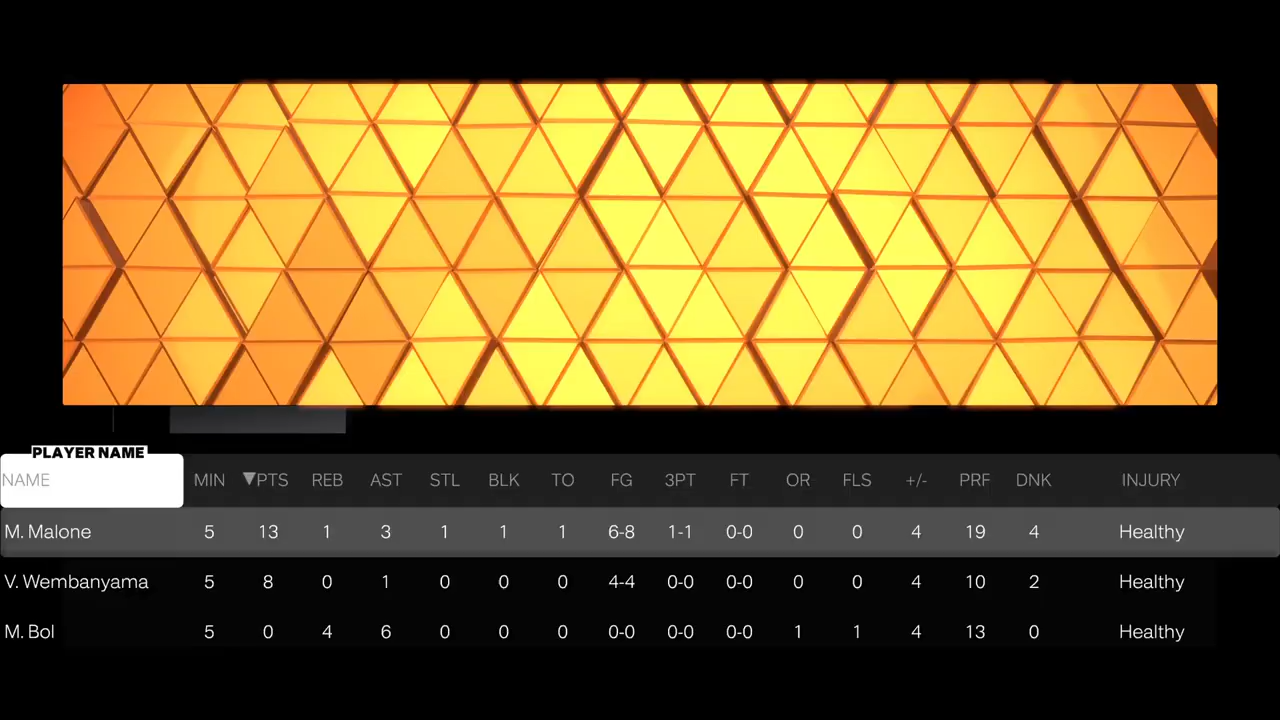 PLAYER NAME
NAME MIN ▼PTS REB AST STL BLK TO FG 3PT FT OR FLS +/- PRF DNK INJURY
M. Malone 5 13 1 3 1 1 1 6-8 1-1 0-0 0 0 4 19 4 Healthy
V. Wembanyama 5 8 0 1 0 0 0 4-4 0-0 0-0 0 0 4 10 2 Healthy
M. Bol 5 0 4 6 0 0 0 0-0 0-0 0-0 1 1 4 13 0 Healthy